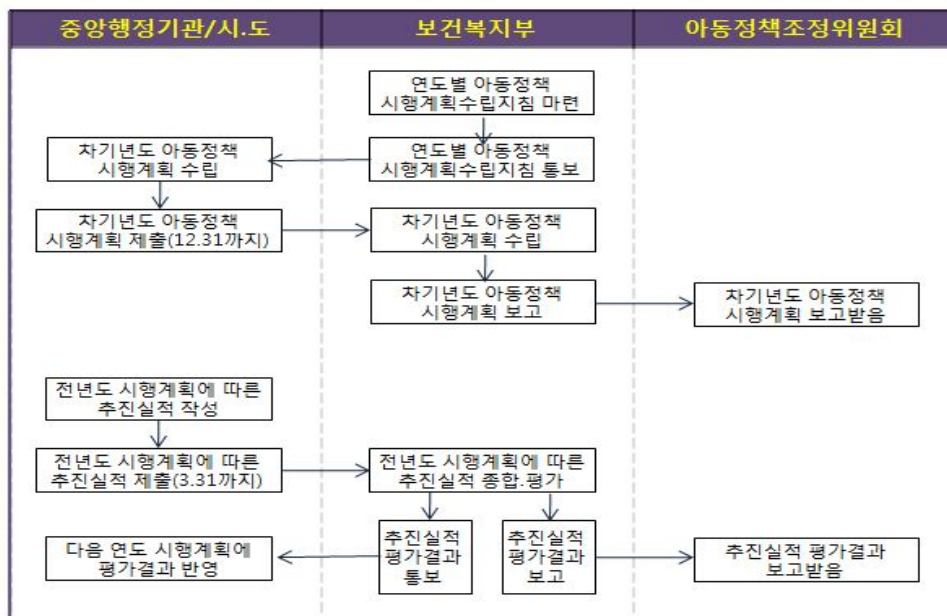 중앙행정기관/시.도
보건복지부
아동정책조정위원회
연도별 아동정책
시행계획수립지침 마련
차기년도 아동정책
시행계획 수립
연도별 아동정책
시행계획수립지침 통보
차기년도 아동정책
시행계획 제출(12.31까지)
차기년도 아동정책
시행계획 수립
차기년도 아동정책
시행계획 보고
차기년도 아동정책
시행계획 보고받음
전년도 시행계획에 따른
추진실적 작성
전년도 시행계획에 따른
추진실적 제출(3.31까지)
전년도 시행계획에 따른
추진실적 종합.평가
다음 연도 시행계획에
평가결과 반영
추진실적
평가결과
통보
추진실적
평가결과
보고
추진실적 평가결과
보고받음